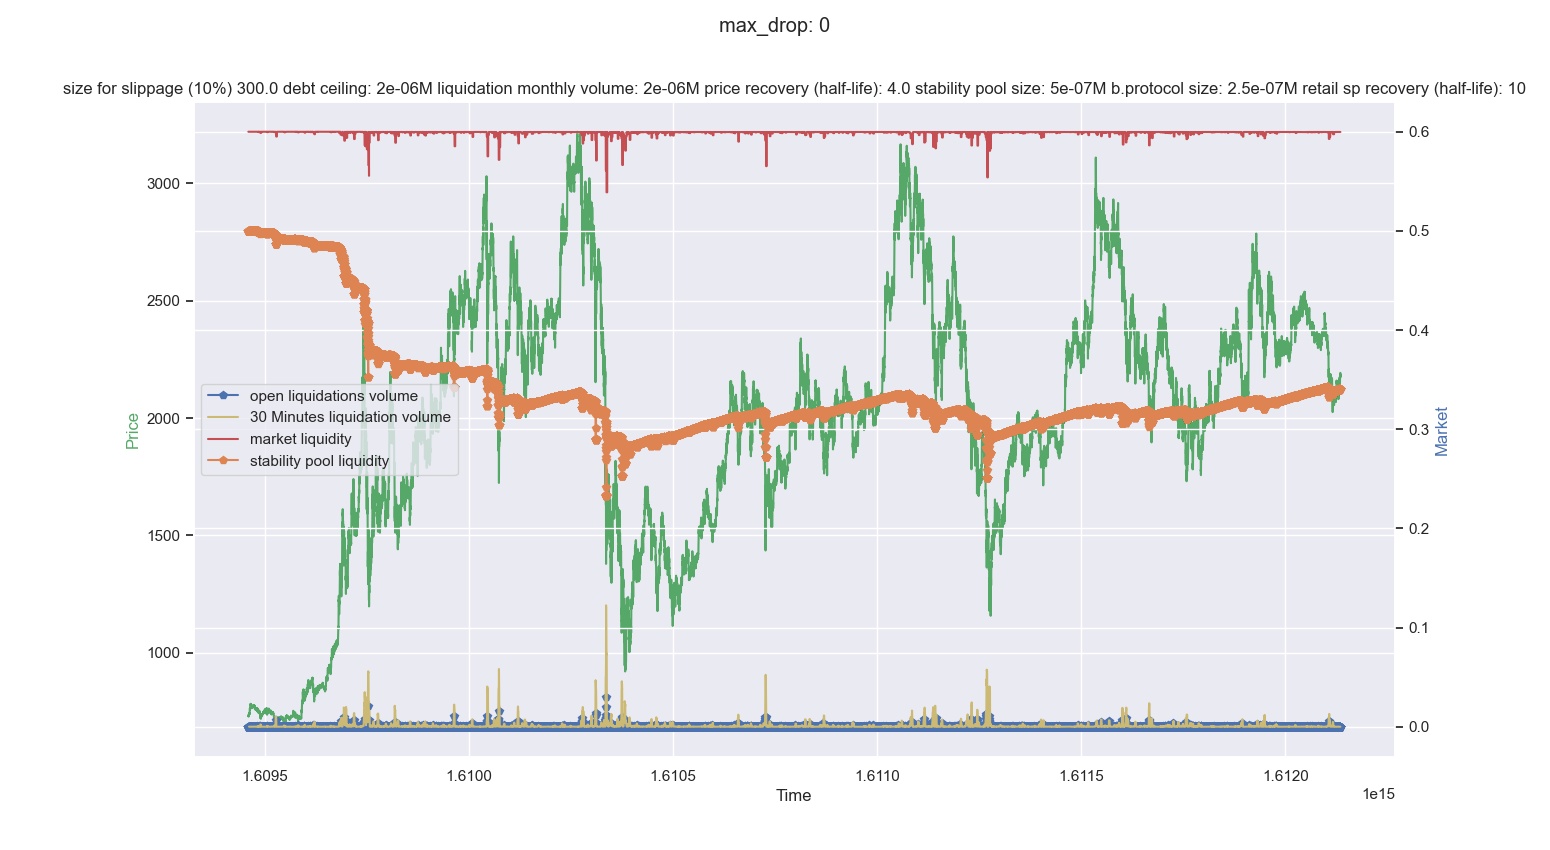 max_drop: 0
size for slippage (10%) 300.0 debt ceiling: 2e-06M liquidation monthly volume: 2e-06M price recovery (half-life): 4.0 stability pool size: 5e-07M b.protocol size: 2.5e-07M retail sp recovery (half-life): 10
3000
2500
2000
1500
1000
Price
open liquidations volume
30 Minutes liquidation volume
market liquidity
stability pool liquidity
0.6
0.5
0.4
0.3
0.2
0.1
0.0
Market
1.6095 1.6100 1.6105 1.6110 1.6115 1.6120
Time
1e15